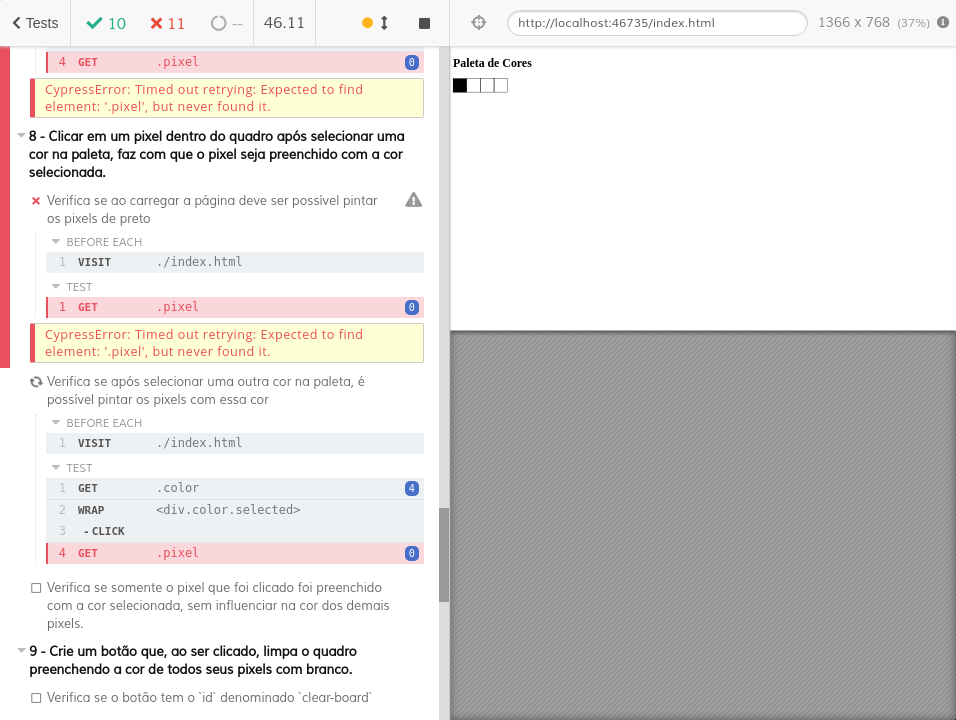 Tests 10 11 -- 46.11 http://localhost:46735/index.html 1366 x 768 (37%)
4 GET .pixel 0
CypressError: Timed out retrying: Expected to find
element: '.pixel', but never found it.
8 - Clicar em um pixel dentro do quadro após selecionar uma
cor na paleta, faz com que o pixel seja preenchido com a cor
selecionada.
Verifica se ao carregar a página deve ser possível pintar
os pixels de preto
BEFORE EACH
1 VISIT ./index.html
TEST
1 GET .pixel 0
CypressError: Timed out retrying: Expected to find
element: '.pixel', but never found it.
Verifica se após selecionar uma outra cor na paleta, é
possível pintar os pixels com essa cor
BEFORE EACH
1 VISIT ./index.html
TEST
1 GET .color 4
2 WRAP <div.color.selected>
3 - CLICK
4 GET .pixel 0
Verifica se somente o pixel que foi clicado foi preenchido
com a cor selecionada, sem influenciar na cor dos demais
pixels.
9 - Crie um botão que, ao ser clicado, limpa o quadro
preenchendo a cor de todos seus pixels com branco.
Verifica se o botão tem o `id` denominado `clear-board`
Paleta de Cores